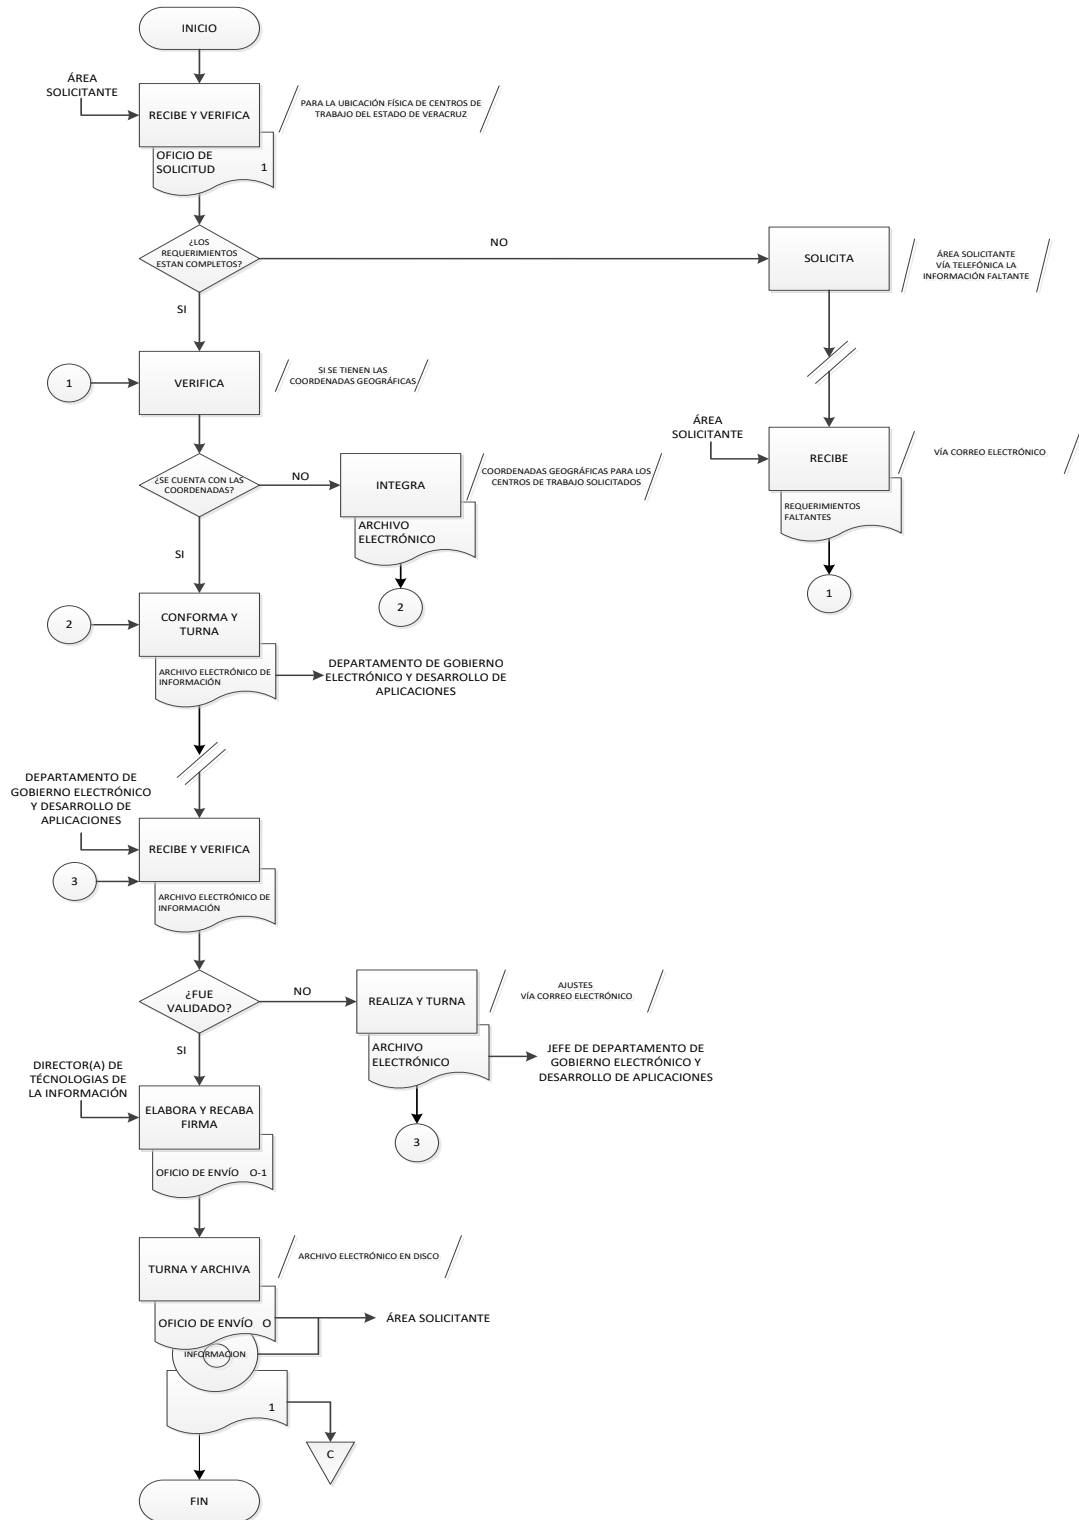 INICIO
ÁREA
SOLICITANTE
RECIBE Y VERIFICA
PARA LA UBICACIÓN FÍSICA DE CENTROS DE
TRABAJO DEL ESTADO DE VERACRUZ
OFICIO DE
SOLICITUD 1
¿LOS
REQUERIMIENTOS
ESTAN COMPLETOS?
NO
SOLICITA
ÁREA SOLICITANTE
VÍA TELEFÓNICA LA
INFORMACIÓN FALTANTE
SI
1
VERIFICA
SI SE TIENEN LAS
COORDENADAS GEOGRÁFICAS
ÁREA
SOLICITANTE
RECIBE
VÍA CORREO ELECTRÓNICO
REQUERIMIENTOS
FALTANTES
1
¿SE CUENTA CON LAS
COORDENADAS?
NO
INTEGRA
COORDENADAS GEOGRÁFICAS PARA LOS
CENTROS DE TRABAJO SOLICITADOS
ARCHIVO
ELECTRÓNICO
2
SI
2
CONFORMA Y
TURNA
ARCHIVO ELECTRÓNICO DE
INFORMACIÓN
DEPARTAMENTO DE GOBIERNO
ELECTRÓNICO Y DESARROLLO DE
APLICACIONES
DEPARTAMENTO DE
GOBIERNO ELECTRÓNICO
Y DESARROLLO DE
APLICACIONES
RECIBE Y VERIFICA
3
ARCHIVO ELECTRÓNICO DE
INFORMACIÓN
¿FUE
VALIDADO?
NO
REALIZA Y TURNA
AJUSTES
VÍA CORREO ELECTRÓNICO
ARCHIVO
ELECTRÓNICO
JEFE DE DEPARTAMENTO DE
GOBIERNO ELECTRÓNICO Y
DESARROLLO DE APLICACIONES
3
SI
DIRECTOR(A) DE
TÉCNOLOGIAS DE
LA INFORMACIÓN
ELABORA Y RECABA
FIRMA
OFICIO DE ENVÍO O-1
TURNA Y ARCHIVA
ARCHIVO ELECTRÓNICO EN DISCO
OFICIO DE ENVÍO O
ÁREA SOLICITANTE
INFORMACION
1
C
FIN